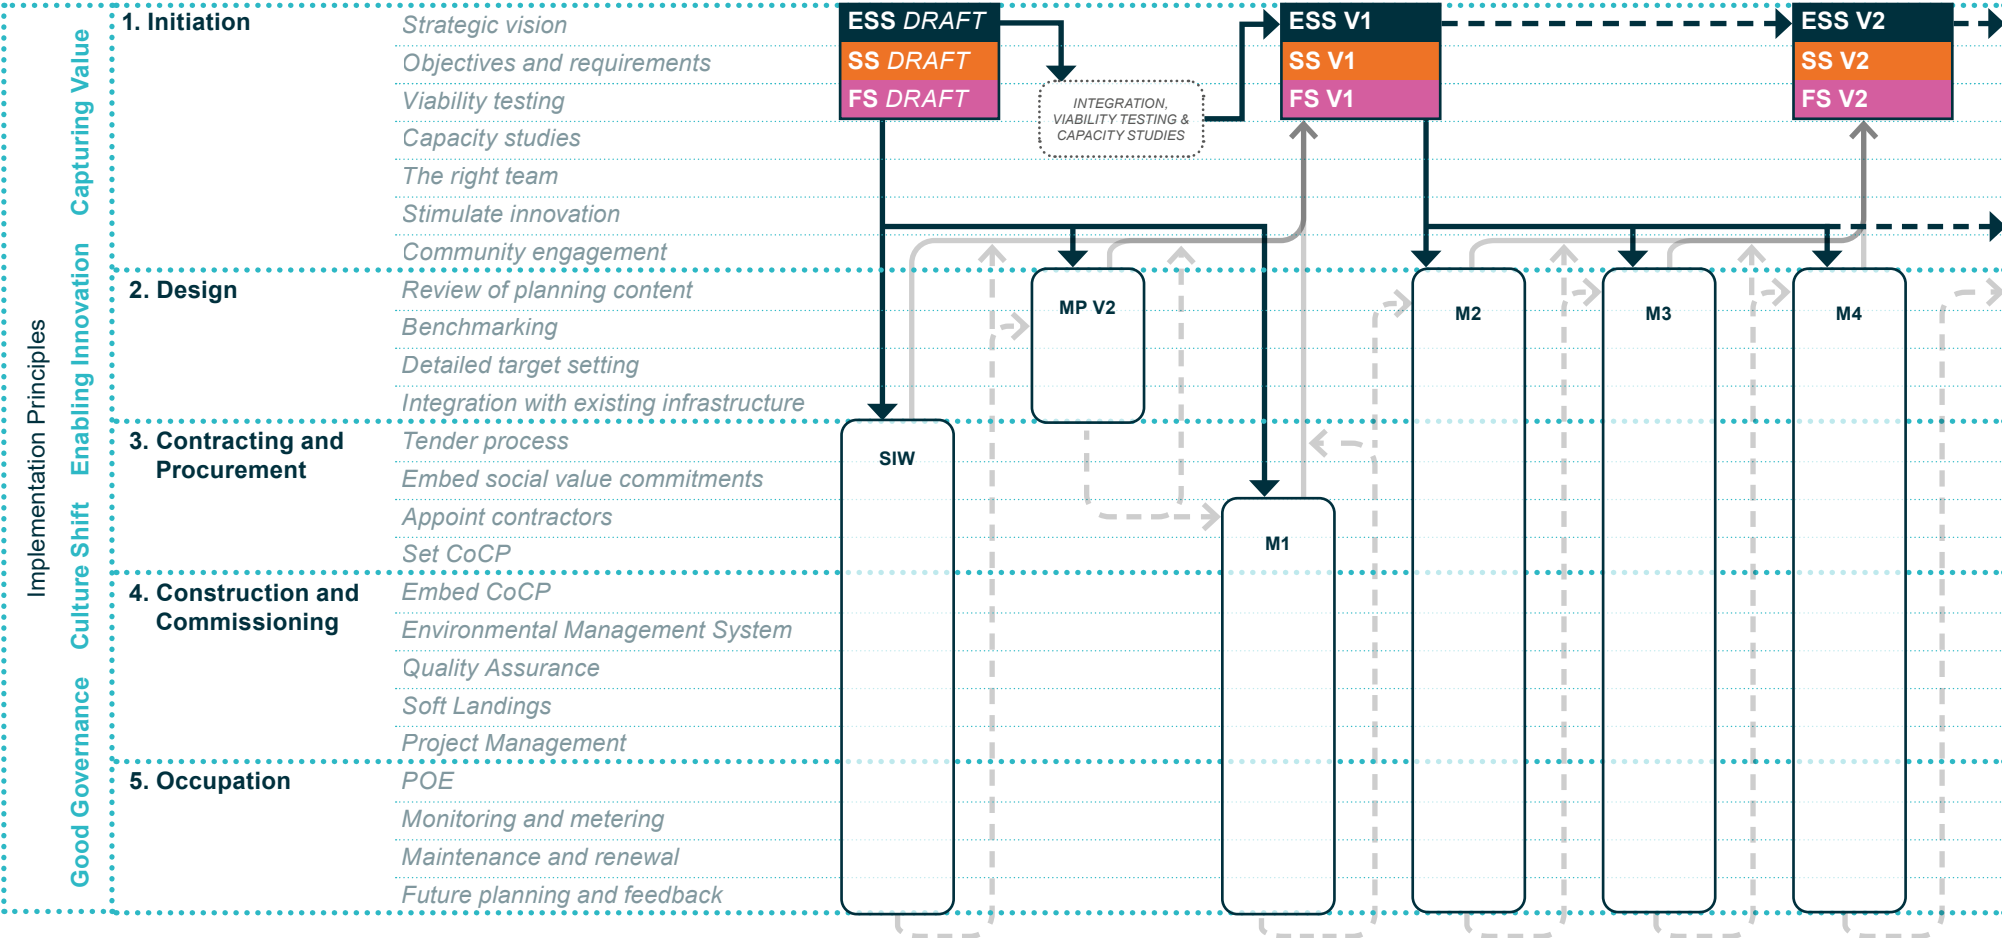 Implementation Principles
Capturing Value
Enabling Innovation
Culture Shift
Good Governance
1. Initiation
Strategic vision
Objectives and requirements
Viability testing
Capacity studies
The right team
Stimulate innovation
Community engagement
2. Design
Review of planning content
Benchmarking
Detailed target setting
Integration with existing infrastructure
3. Contracting and
Procurement
Tender process
Embed social value commitments
Appoint contractors
Set CoCP
4. Construction and
Commissioning
Embed CoCP
Environmental Management System
Quality Assurance
Soft Landings
Project Management
5. Occupation
POE
Monitoring and metering
Maintenance and renewal
Future planning and feedback
ESS DRAFT
SS DRAFT
FS DRAFT
INTEGRATION,
VIABILITY TESTING &
CAPACITY STUDIES
ESS V1
SS V1
FS V1
ESS V2
SS V2
FS V2
SIW
MP V2
M1
M2
M3
M4